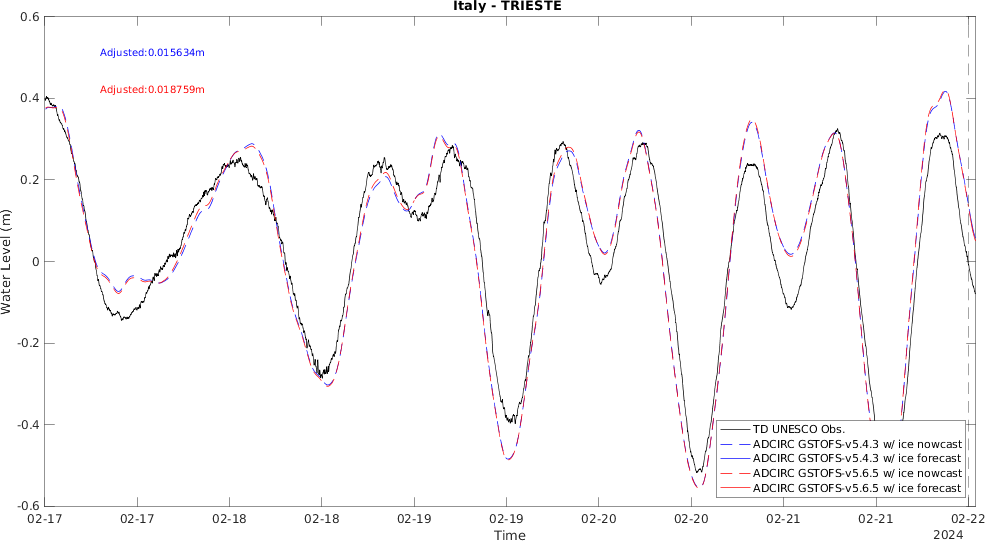 Italy - TRIESTE
0.6
Adjusted:0.015634m
Adjusted:0.018759m
0.4
0.2
0
-0.2
-0.4
-0.6
Water Level (m)
TD UNESCO Obs.
ADCIRC GSTOFS-v5.4.3 w/ ice nowcast
ADCIRC GSTOFS-v5.4.3 w/ ice forecast
ADCIRC GSTOFS-v5.6.5 w/ ice nowcast
ADCIRC GSTOFS-v5.6.5 w/ ice forecast
02-17 02-17 02-18 02-18 02-19 02-19 02-20 02-20 02-21 02-21 02-22
Time
2024